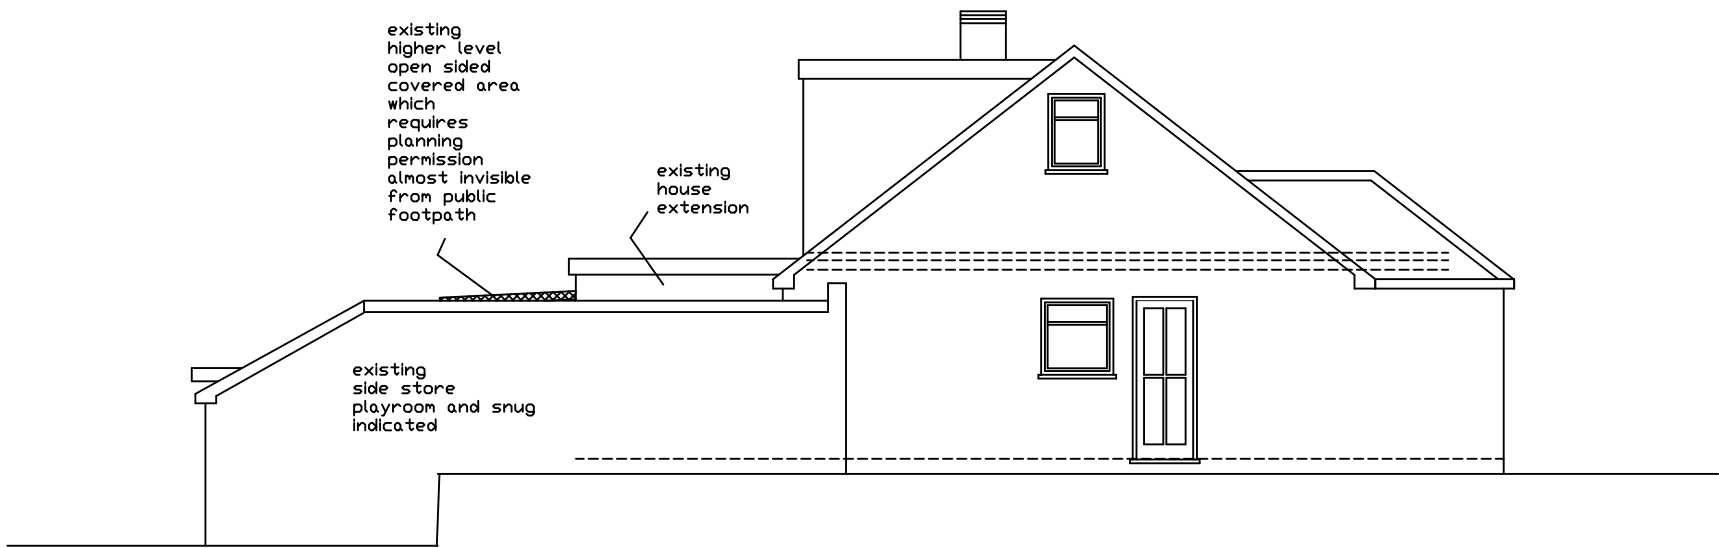 existing
higher level
open sided
covered area
which
requires
planning
permission
almost invisible
from public
footpath
existing
house
extension
existing
side store
playroom and snug
indicated